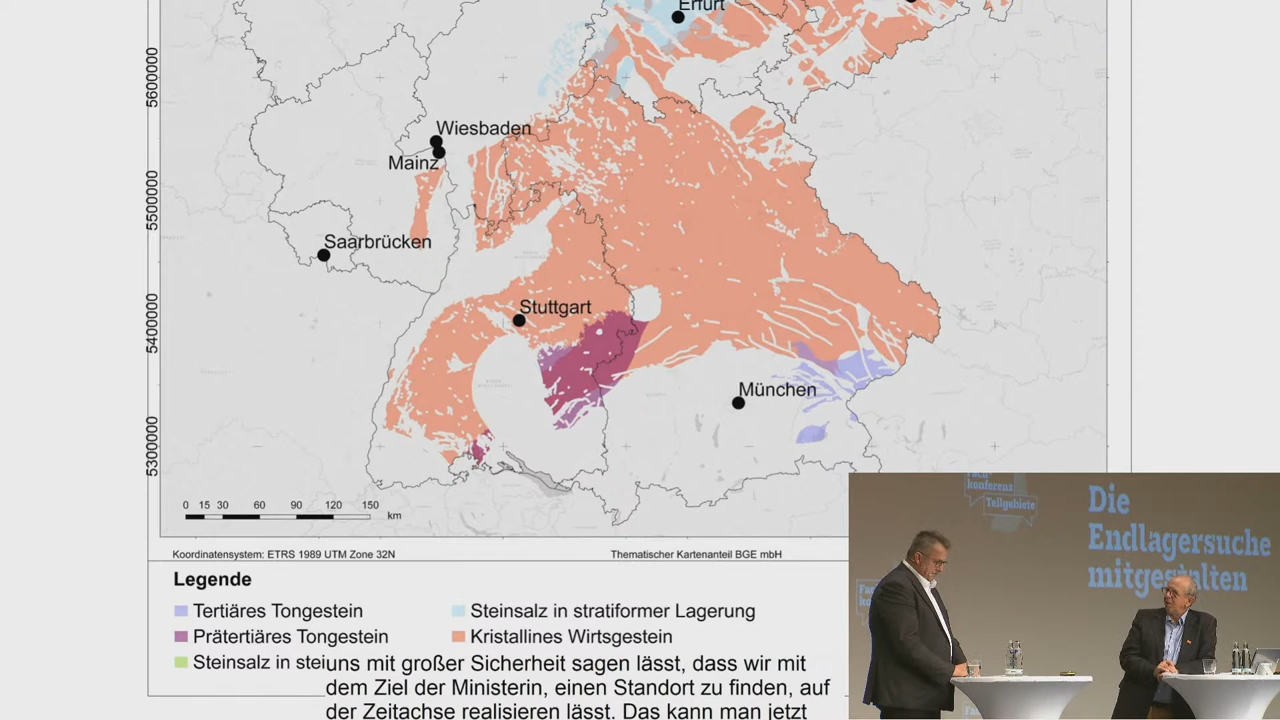 Erfurt
5600000
Wiesbaden
Mainz
5500000
Saarbrücken
Stuttgart
5400000
München
5300000
0 15 30 60 90 120 150
km
Koordinatensystem: ETRS 1989 UTM Zone 32N
Thematischer Kartenanteil BGE mbH
Legende
Tertiäres Tongestein
Steinsalz in stratiformer Lagerung
Prätertiäres Tongestein
Kristallines Wirtsgestein
Steinsalz in stei
uns mit großer Sicherheit sagen lässt, dass wir mit
dem Ziel der Ministerin, einen Standort zu finden, auf
der Zeitachse realisieren lässt. Das kann man jetzt
Fach-
konferenz
Teilgebiete
Die
Endlagersuche
mitgestalten